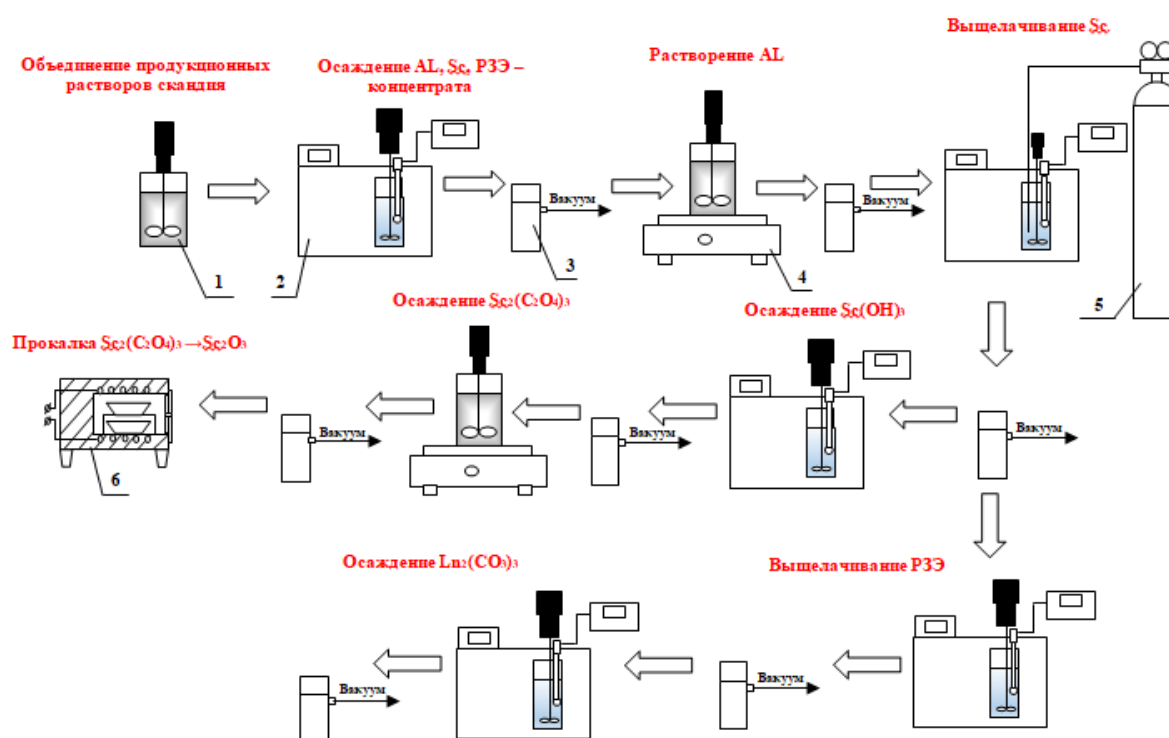 Выщелачивание Sc
Объединение продукционных
растворов скандия
Осаждение AL, Sc, РЗЭ –
концентрата
Растворение AL
Вакуум
Вакуум
1
2
3
4
5
Осаждение Sc₂(C₂O₄)₃
Осаждение Sc(OH)₃
Прокалка Sc₂(C₂O₄)₃→Sc₂O₃
Вакуум
Вакуум
Вакуум
6
Осаждение Ln₂(CO₃)₃
Выщелачивание РЗЭ
Вакуум
Вакуум